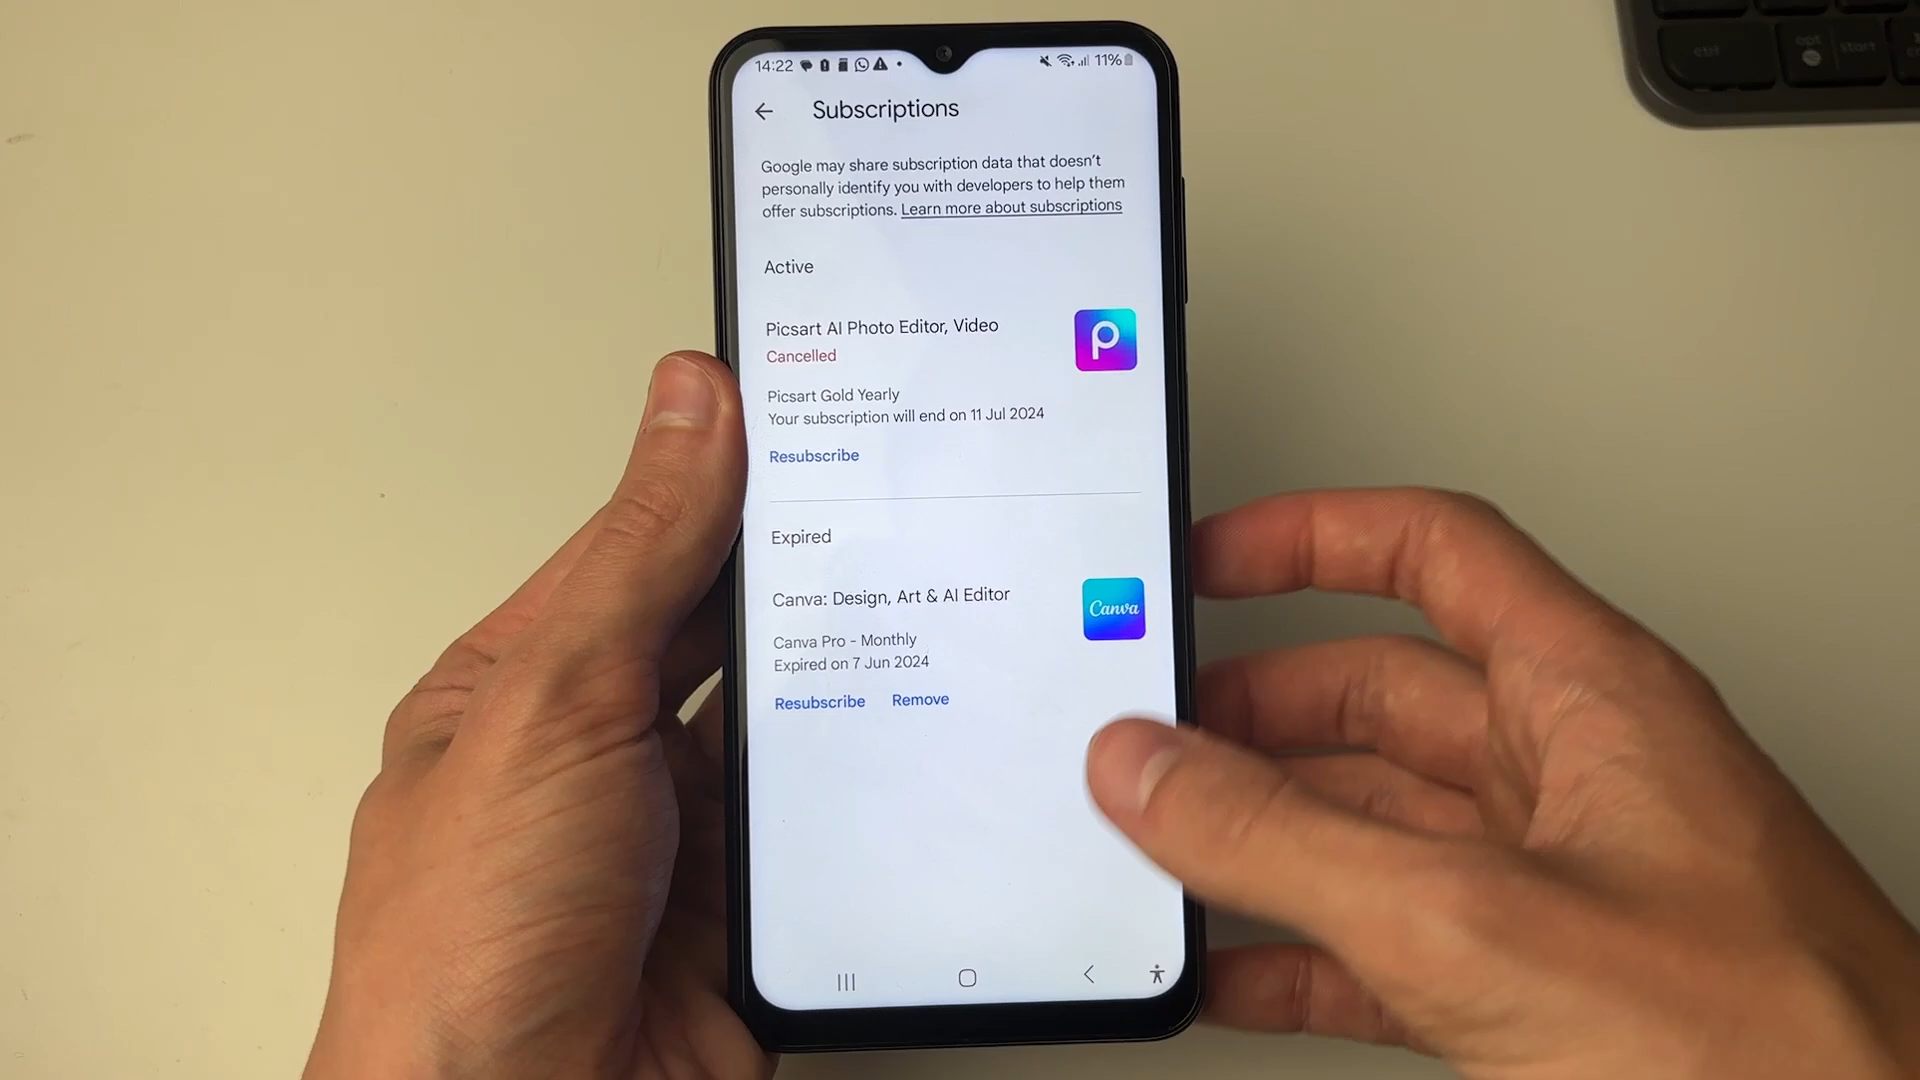 14:22
11%
Subscriptions
Google may share subscription data that doesn't
personally identify you with developers to help them
offer subscriptions. Learn more about subscriptions
Active
Picsart AI Photo Editor, Video
Cancelled
Picsart Gold Yearly
Your subscription will end on 11 Jul 2024
Resubscribe
Expired
Canva: Design, Art & AI Editor
Canva
Canva Pro - Monthly
Expired on 7 Jun 2024
Resubscribe Remove
ctrl
opt
start